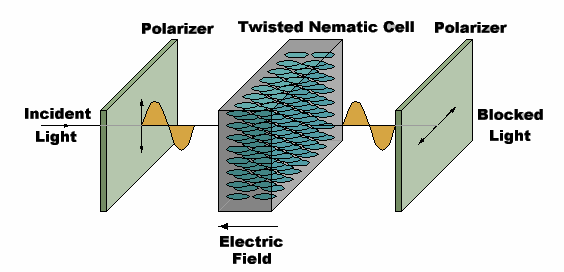 Polarizer
Twisted Nematic Cell
Polarizer
Incident
Light
Blocked
Light
Electric
Field